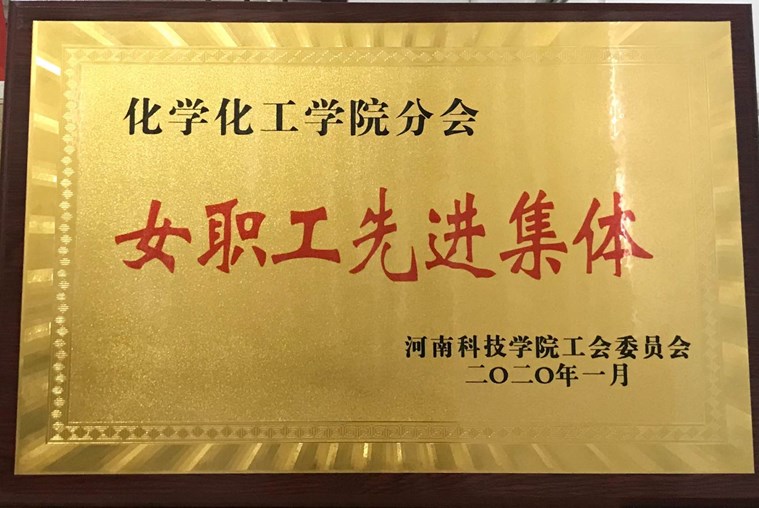 化学化工学院分会
女职工先进集体
河南科技学院工会委员会
二〇二〇年一月